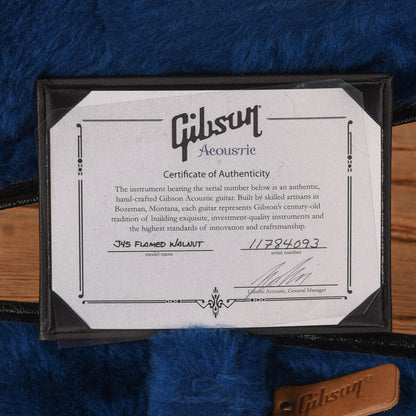 Gibson
Acoustic
Certificate of Authenticity
The instrument bearing the serial number below is an authentic,
hand-crafted Gibson Acoustic guitar. Built by skilled artisans in
Bozeman, Montana, each guitar represents Gibson's century-old
tradition of building exquisite, investment-quality instruments and
the highest standards of innovation and craftsmanship.
J45 FLAMED WALNUT 11784093
model name serial number
Gibson Acoustic, General Manager
Gibson